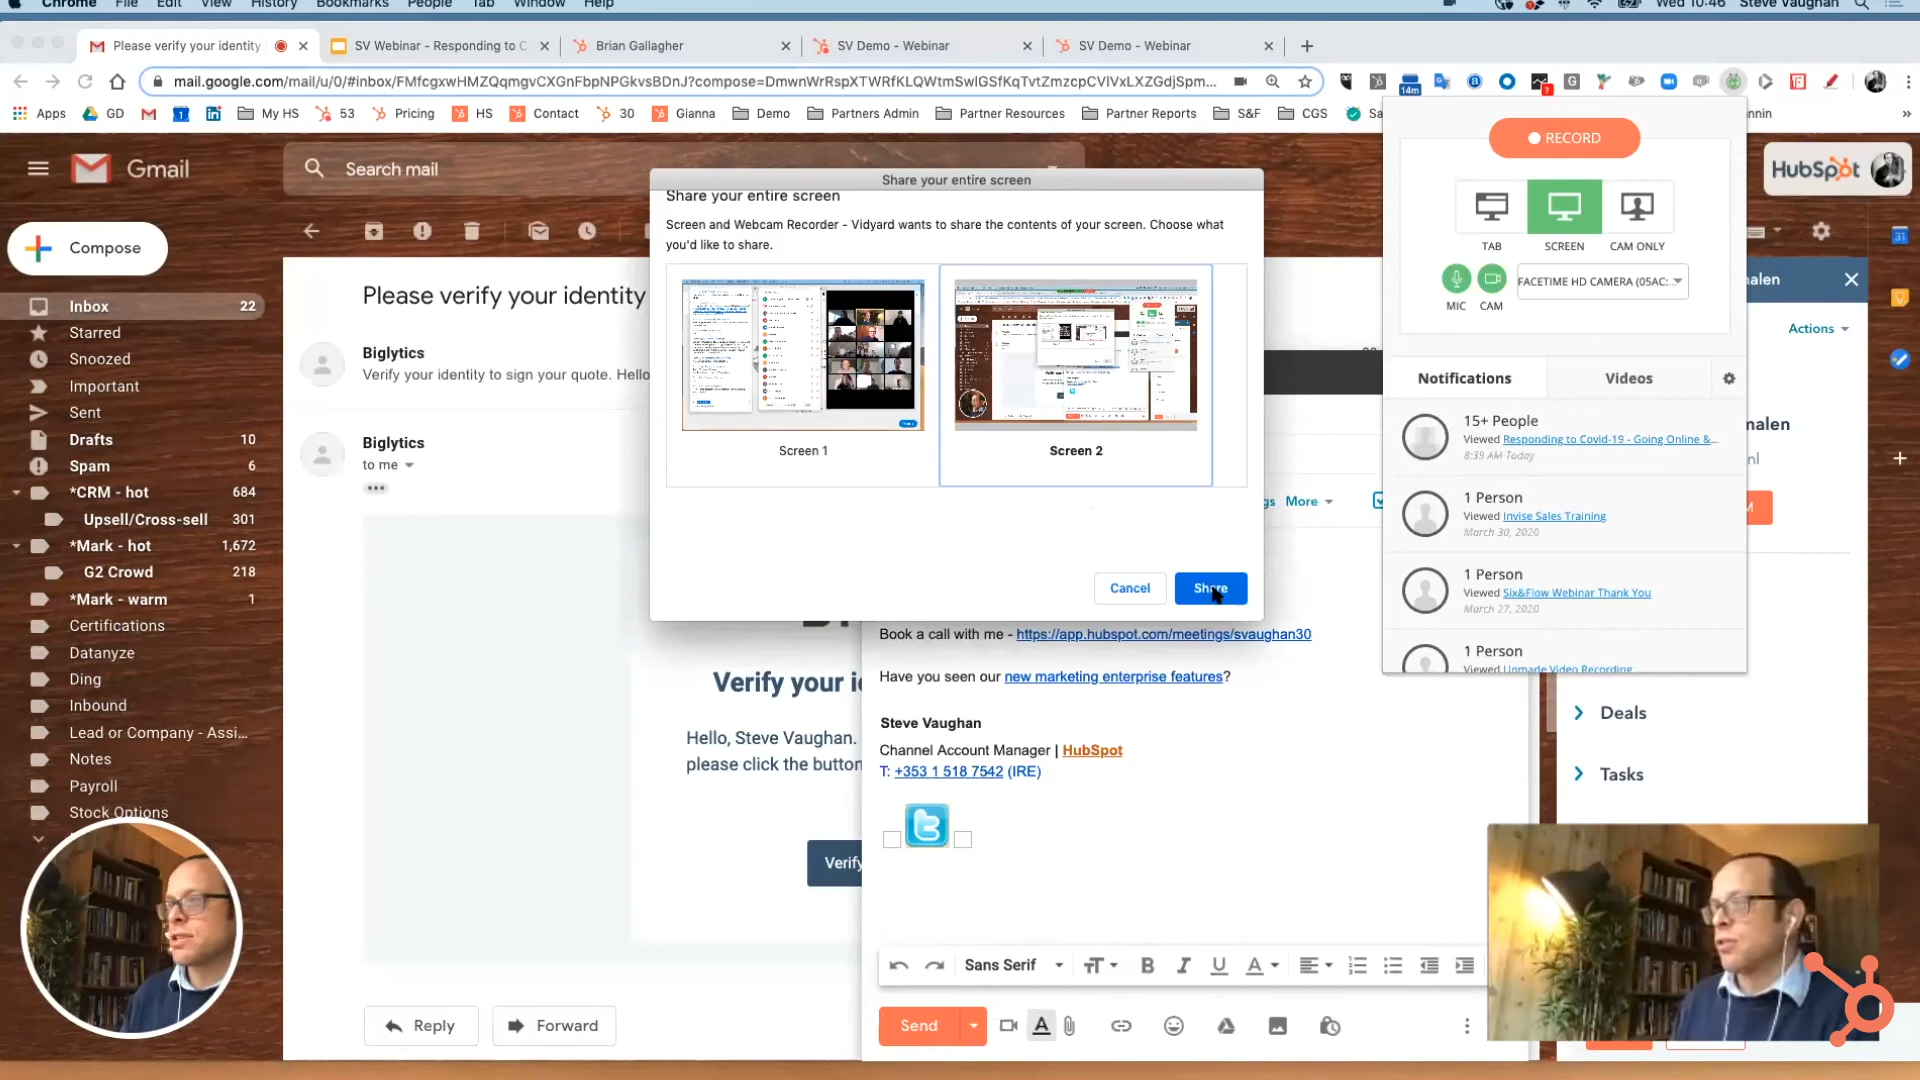 Chrome File Edit View History Bookmarks People Tab Window Help
Wed 10:46 Steve Vaughan
Please verify your identity
SV Webinar - Responding to C
Brian Gallagher
SV Demo - Webinar
SV Demo - Webinar
mail.google.com/mail/u/0/#inbox/FMfcgxwHMZQqmgvCXGnFbpNPGkvsBDnJ?compose=DmwnWrRspXTWRfKLQWtmSwlGSfKqTvtZmzcpCVlVxLXZGdjSpm...
14m
Apps GD My HS 53 Pricing HS Contact 30 Gianna Demo Partners Admin Partner Resources Partner Reports S&F CGS Sa
nnin
Gmail
Search mail
HubSpot
Compose
Inbox 22
Starred
Snoozed
Important
Sent
Drafts 10
Spam 6
*CRM - hot 684
Upsell/Cross-sell 301
*Mark - hot 1,672
G2 Crowd 218
*Mark - warm 1
Certifications
Datanyze
Ding
Inbound
Lead or Company - Assi...
Notes
Payroll
Stock Options
Please verify your identity
Biglytics
Verify your identity to sign your quote. Hello
Biglytics
to me
Verify your i
Hello, Steve Vaughan.
please click the button
Verify
Reply
Forward
Share your entire screen
Share your entire screen
Screen and Webcam Recorder - Vidyard wants to share the contents of your screen. Choose what
you'd like to share.
Screen 1
Screen 2
Cancel
Share
gs More
Book a call with me - https://app.hubspot.com/meetings/svaughan30
Have you seen our new marketing enterprise features?
Steve Vaughan
Channel Account Manager | HubSpot
T: +353 1 518 7542 (IRE)
Sans Serif
Send
RECORD
TAB
SCREEN
CAM ONLY
MIC
CAM
FACETIME HD CAMERA (05AC:...
Notifications
Videos
15+ People
Viewed Responding to Covid-19 - Going Online &...
8:39 AM Today
1 Person
Viewed Invise Sales Training
March 30, 2020
1 Person
Viewed Six&Flow Webinar Thank You
March 27, 2020
1 Person
Viewed Unmade Video Recording
alen
Actions
malen
nl
M
Deals
Tasks